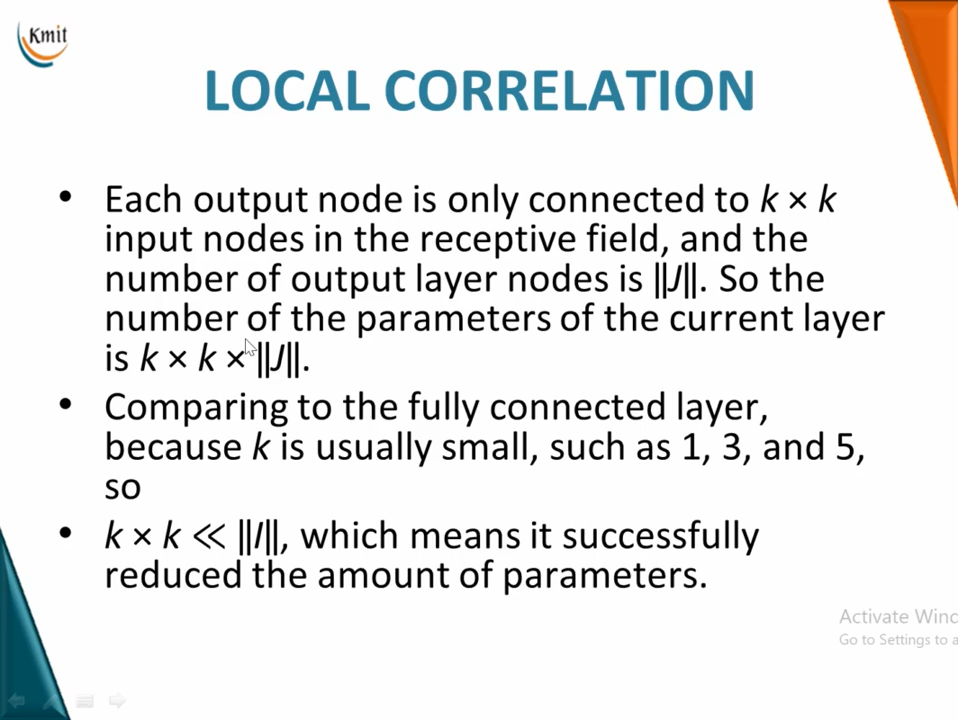 Kmit
LOCAL CORRELATION
• Each output node is only connected to k × k
input nodes in the receptive field, and the
number of output layer nodes is ‖J‖. So the
number of the parameters of the current layer
is k × k × ‖J‖.
• Comparing to the fully connected layer,
because k is usually small, such as 1, 3, and 5,
so
• k × k ≪ ‖I‖, which means it successfully
reduced the amount of parameters.
Activate Winc
Go to Settings to a